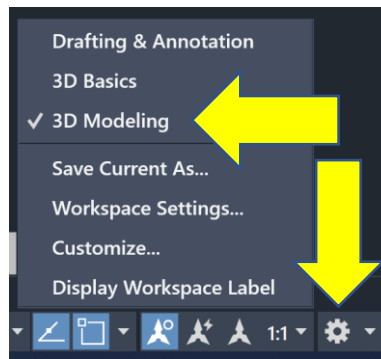 Drafting & Annotation
3D Basics
3D Modeling
Save Current As...
Workspace Settings...
Customize...
Display Workspace Label
1:1